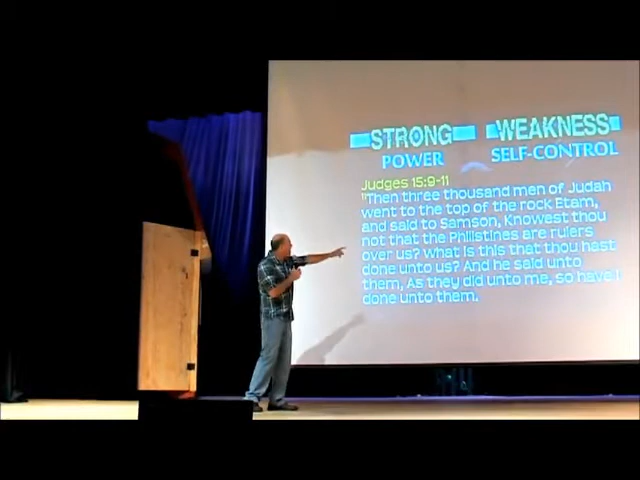 STRONG WEAKNESS
POWER SELF-CONTROL
Judges 15:9-11
"Then three thousand men of Judah
went to the top of the rock Etam,
and said to Samson, Knowest thou
not that the Philistines are rulers
over us? What is this that thou hast
done unto us? And he said unto
them, As they did unto me, so have I
done unto them.